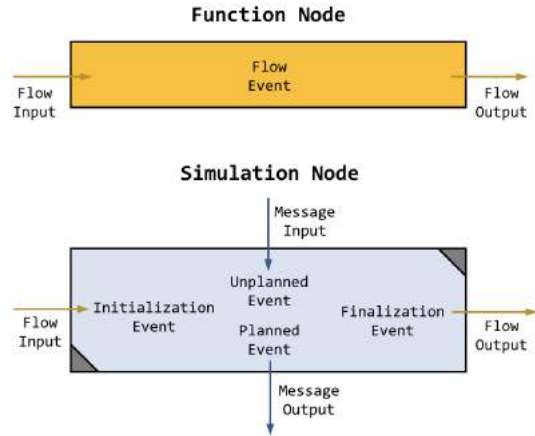 Function Node
Flow
Event
Flow
Input
Flow
Output
Simulation Node
Message
Input
Unplanned
Event
Initialization
Event
Planned
Event
Finalization
Event
Flow
Input
Flow
Output
Message
Output